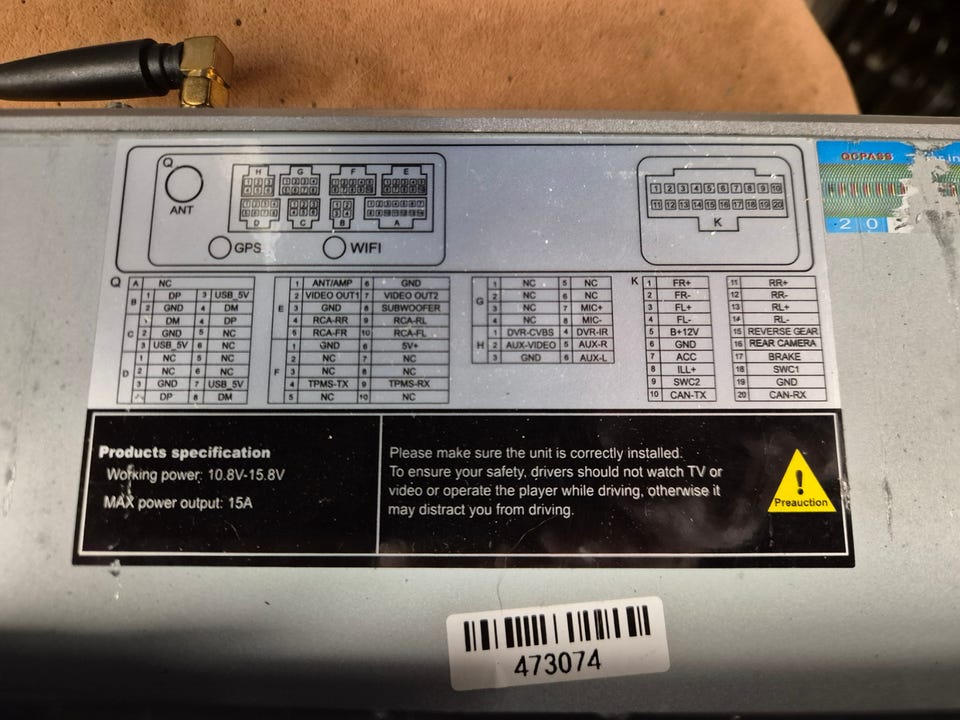 Q
ANT
H G F E
D C B A
GPS WIFI
1 2 3 4 5 6 7 8 9 10
11 12 13 14 15 16 17 18 19 20
K
QCPASS
2 0
Q
A NC
B
1 DP 3 USB_5V
2 GND 4 DM
C
DM 4 DP
2 GND 5 NC
3 USB_5V 6 NC
D
1 NC 5 NC
2 NC 6 NC
3 GND 7 USB_5V
DP 8 DM
E
1 ANT/AMP 6 GND
2 VIDEO OUT1 7 VIDEO OUT2
3 GND 8 SUBWOOFER
4 RCA-RR 9 RCA-RL
5 RCA-FR 10 RCA-FL
F
1 GND 6 5V+
2 NC 7 NC
3 NC 8 NC
4 TPMS-TX 9 TPMS-RX
5 NC 10 NC
G
1 NC 5 NC
2 NC 6 NC
3 NC 7 MIC+
4 NC 8 MIC-
H
1 DVR-CVBS 4 DVR-IR
2 AUX-VIDEO 5 AUX-R
3 GND 6 AUX-L
K
1 FR+ 11 RR+
2 FR- 12 RR-
3 FL+ 13 RL+
4 FL- 14 RL-
5 B+12V 15 REVERSE GEAR
6 GND 16 REAR CAMERA
7 ACC 17 BRAKE
8 ILL+ 18 SWC1
9 SWC2 19 GND
10 CAN-TX 20 CAN-RX
Products specification
Working power: 10.8V-15.8V
MAX power output: 15A
Please make sure the unit is correctly installed.
To ensure your safety, drivers should not watch TV or
video or operate the player while driving, otherwise it
may distract you from driving.
!
Preauction
473074